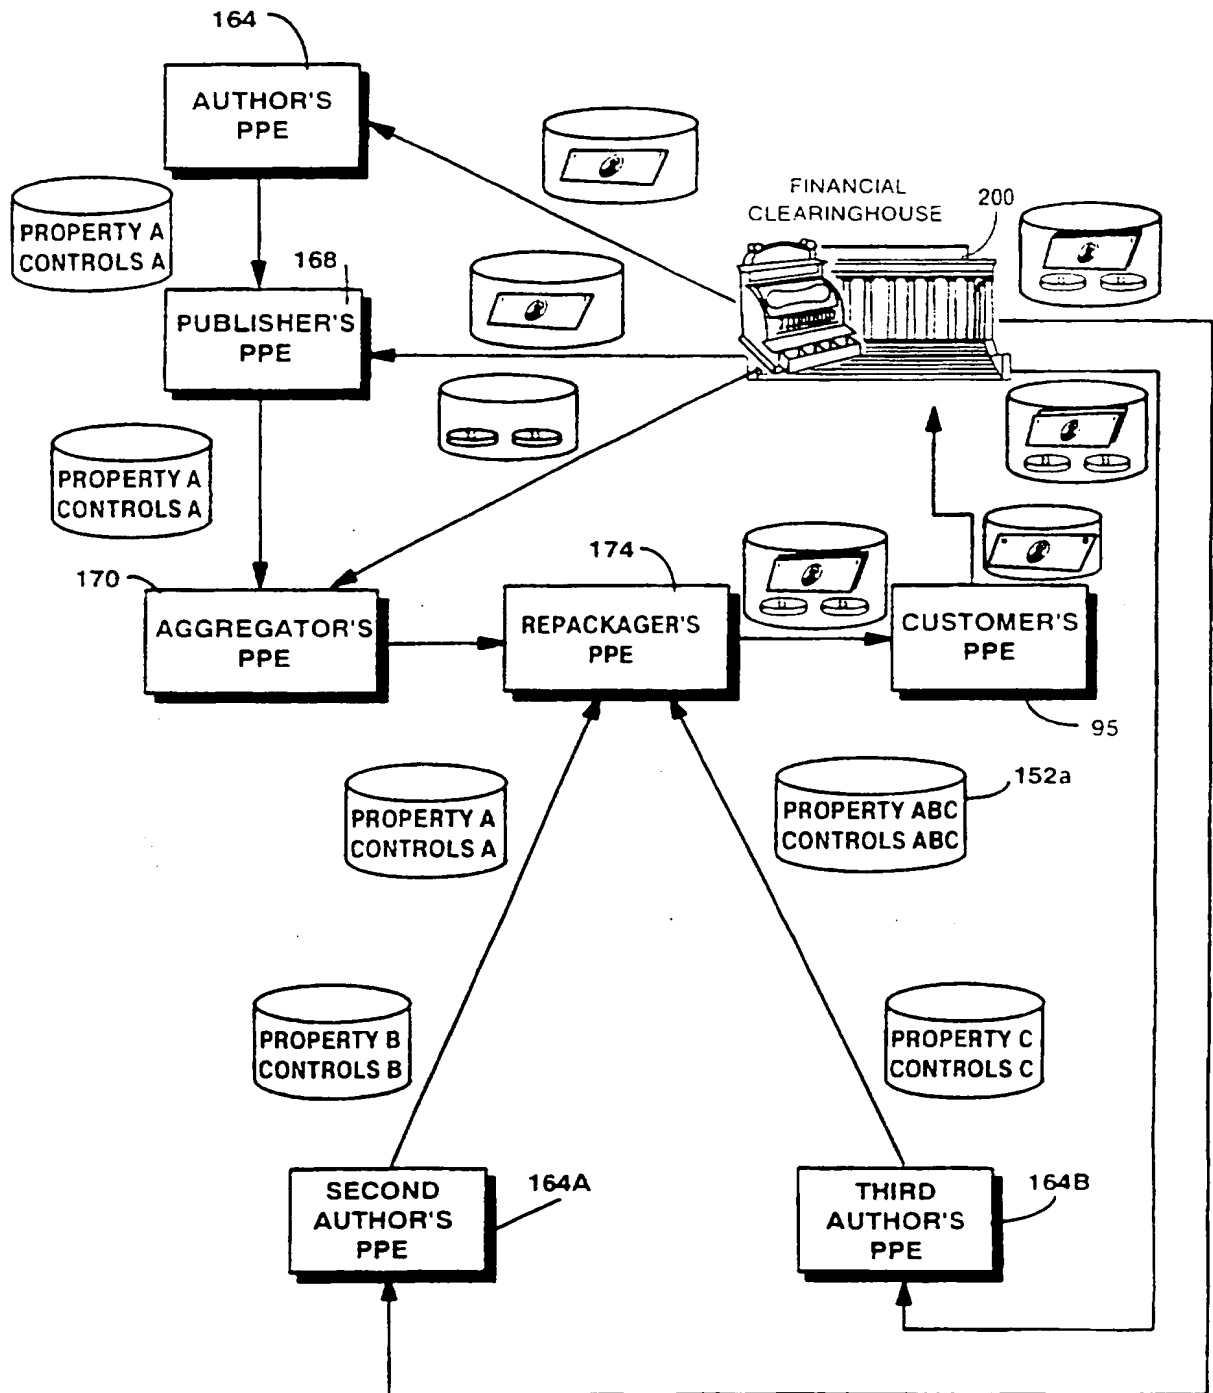 164
AUTHOR'S
PPE
PROPERTY A
CONTROLS A
FINANCIAL
CLEARINGHOUSE
200
168
PUBLISHER'S
PPE
PROPERTY A
CONTROLS A
170
AGGREGATOR'S
PPE
174
REPACKAGER'S
PPE
CUSTOMER'S
PPE
95
PROPERTY A
CONTROLS A
PROPERTY ABC
CONTROLS ABC
152a
PROPERTY B
CONTROLS B
PROPERTY C
CONTROLS C
SECOND
AUTHOR'S
PPE
164A
THIRD
AUTHOR'S
PPE
164B